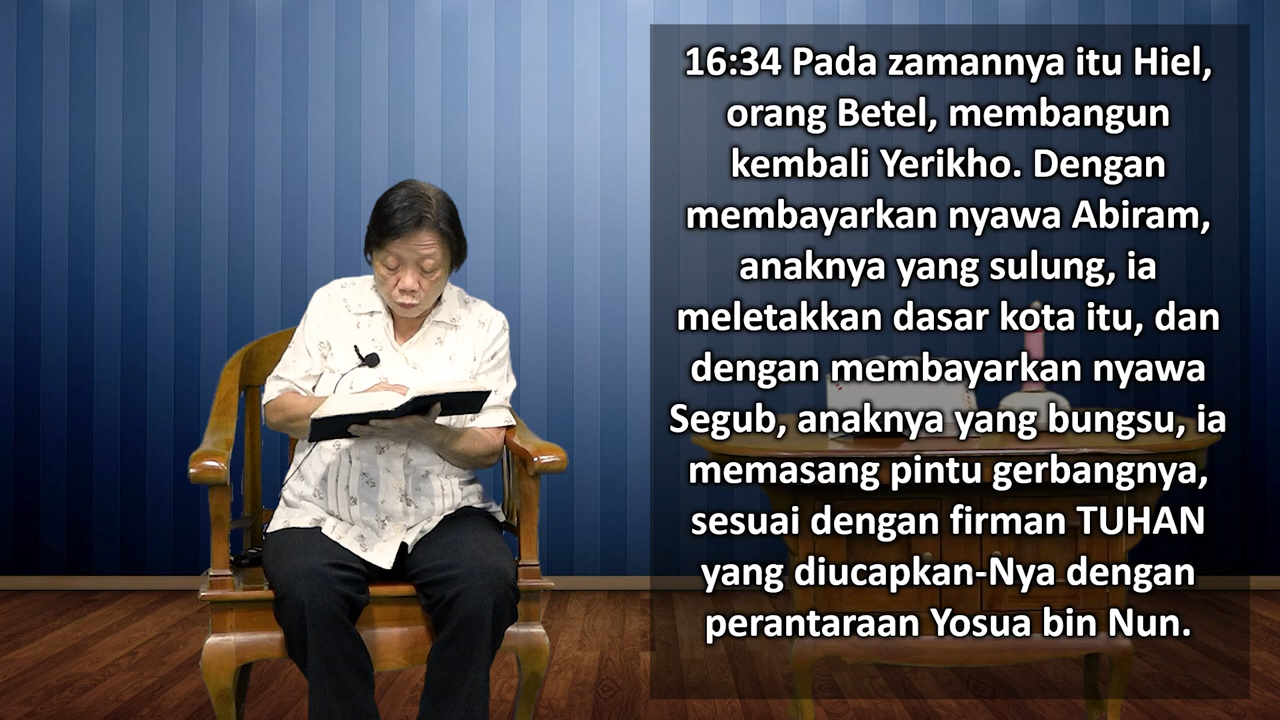 16:34 Pada zamannya itu Hiel,
orang Betel, membangun
kembali Yerikho. Dengan
membayarkan nyawa Abiram,
anaknya yang sulung, ia
meletakkan dasar kota itu, dan
dengan membayarkan nyawa
Segub, anaknya yang bungsu, ia
memasang pintu gerbangnya,
sesuai dengan firman TUHAN
yang diucapkan-Nya dengan
perantaraan Yosua bin Nun.